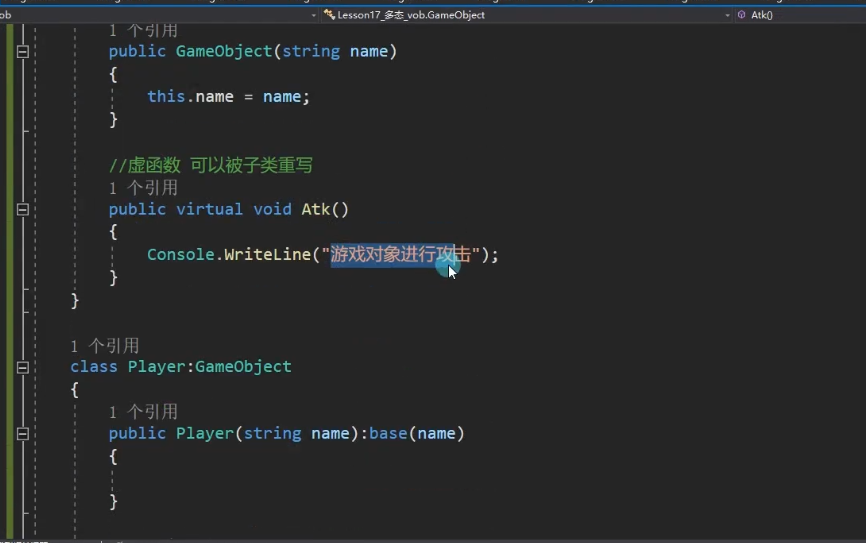 ob Lesson17_多态_vob.GameObject Atk()
1 个引用
public GameObject(string name)
{
this.name = name;
}
//虚函数 可以被子类重写
1 个引用
public virtual void Atk()
{
Console.WriteLine("游戏对象进行攻击");
}
}
1 个引用
class Player:GameObject
{
1 个引用
public Player(string name):base(name)
{
}